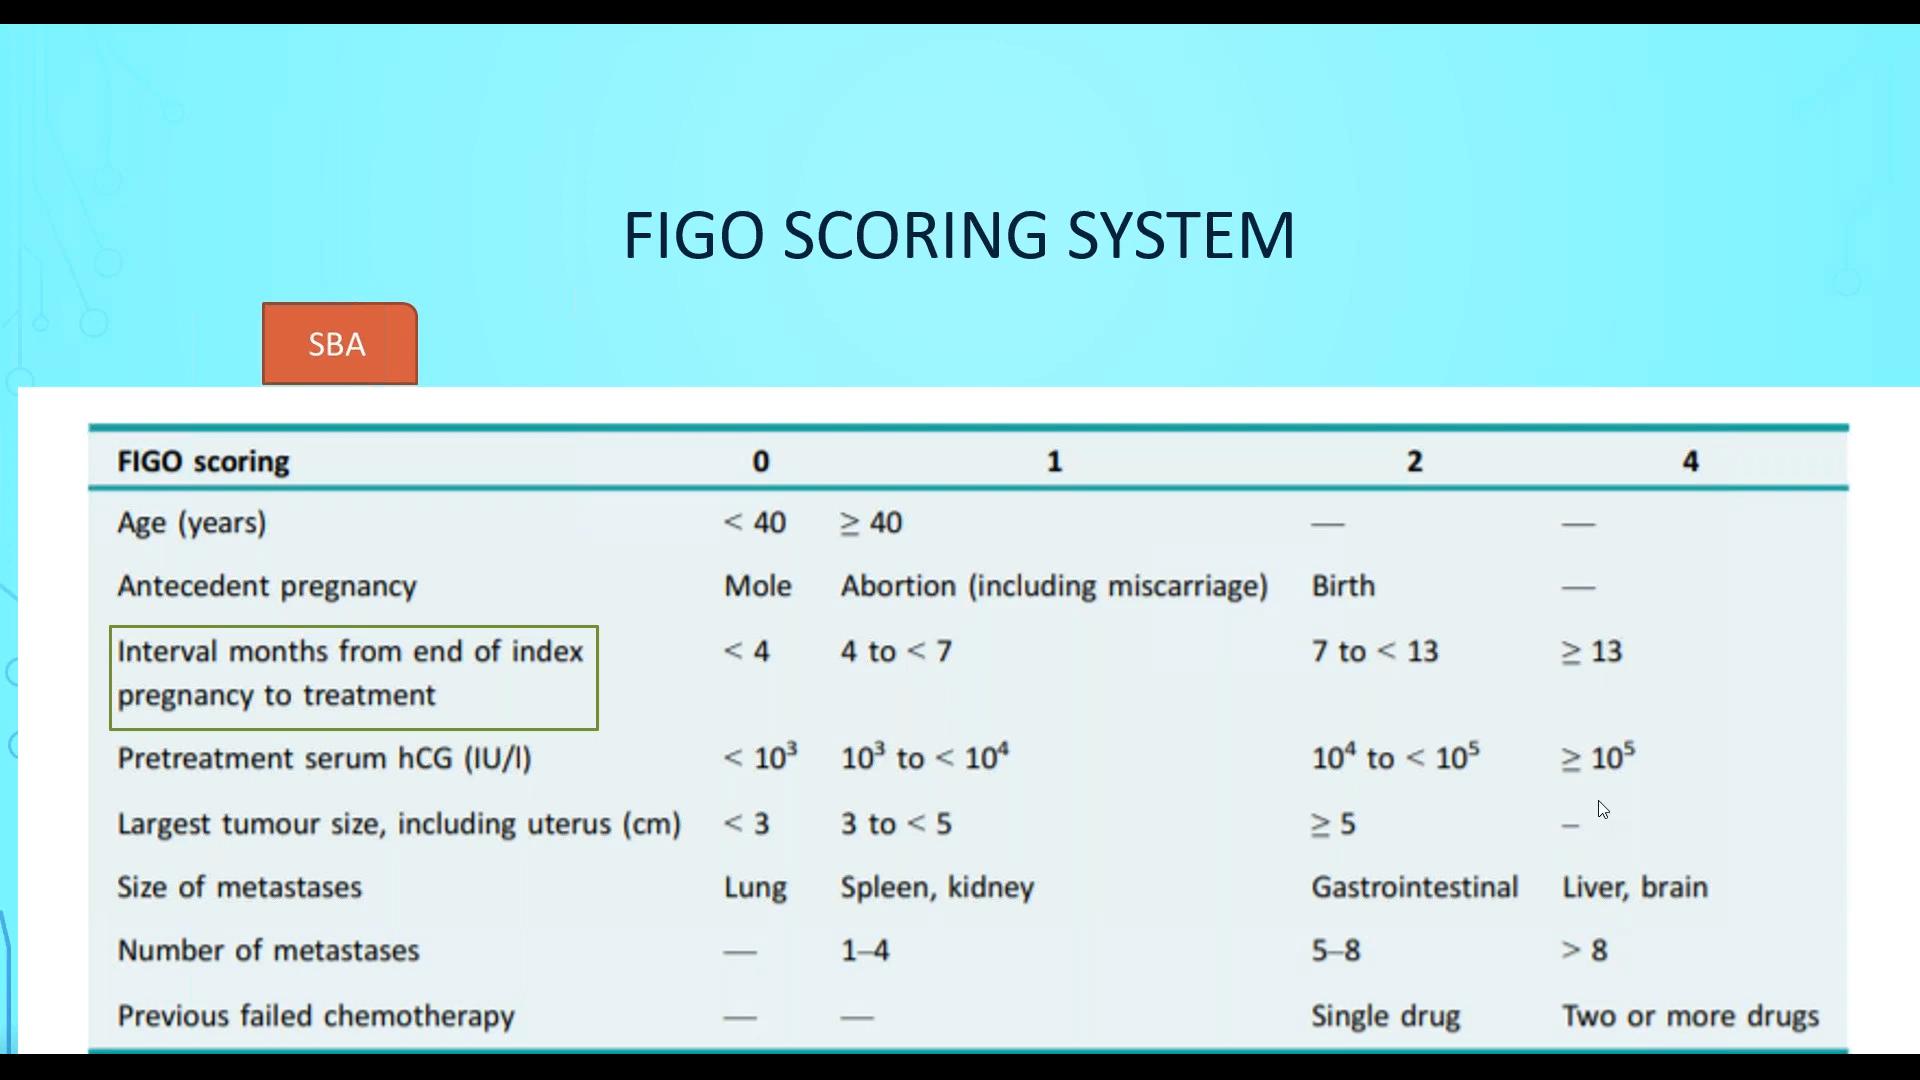 FIGO SCORING SYSTEM
SBA
FIGO scoring 0 1 2 4
Age (years) < 40 ≥ 40 — —
Antecedent pregnancy Mole Abortion (including miscarriage) Birth —
Interval months from end of index < 4 4 to < 7 7 to < 13 ≥ 13
pregnancy to treatment
Pretreatment serum hCG (IU/l) < 10³ 10³ to < 10⁴ 10⁴ to < 10⁵ ≥ 10⁵
Largest tumour size, including uterus (cm) < 3 3 to < 5 ≥ 5 –
Size of metastases Lung Spleen, kidney Gastrointestinal Liver, brain
Number of metastases — 1–4 5–8 > 8
Previous failed chemotherapy — — Single drug Two or more drugs